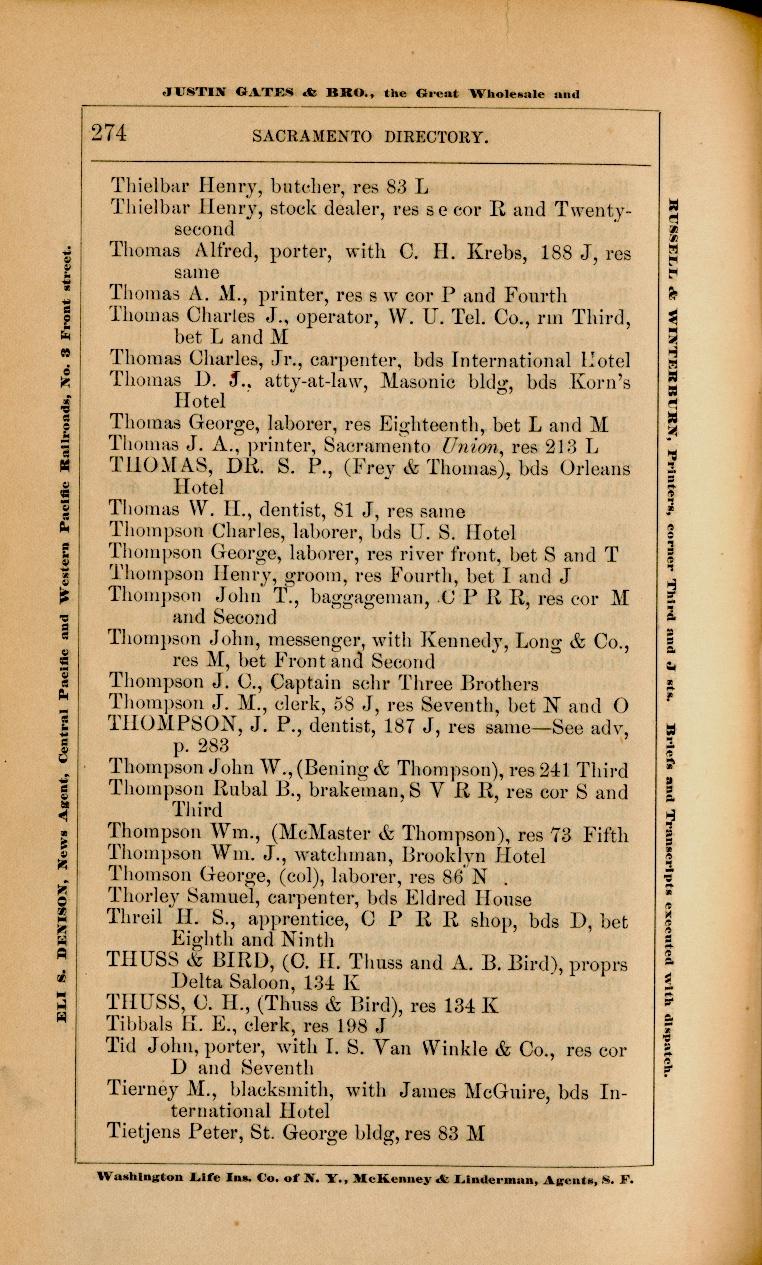 JUSTIN GATES & BRO., the Great Wholesale and
274
SACRAMENTO DIRECTORY.
Thielbar Henry, butcher, res 83 L
Thielbar Henry, stock dealer, res s e cor R and Twenty-
second
Thomas Alfred, porter, with C. H. Krebs, 188 J, res
same
Thomas A. M., printer, res s w cor P and Fourth
Thomas Charles J., operator, W. U. Tel. Co., rm Third,
bet L and M
Thomas Charles, Jr., carpenter, bds International Hotel
Thomas D. J., atty-at-law, Masonic bldg, bds Korn's
Hotel
Thomas George, laborer, res Eighteenth, bet L and M
Thomas J. A., printer, Sacramento Union, res 213 L
THOMAS, DR. S. P., (Frey & Thomas), bds Orleans
Hotel
Thomas W. H., dentist, 81 J, res same
Thompson Charles, laborer, bds U. S. Hotel
Thompson George, laborer, res river front, bet S and T
Thompson Henry, groom, res Fourth, bet I and J
Thompson John T., baggageman, C P R R, res cor M
and Second
Thompson John, messenger, with Kennedy, Long & Co.,
res M, bet Front and Second
Thompson J. C., Captain schr Three Brothers
Thompson J. M., clerk, 58 J, res Seventh, bet N and O
THOMPSON, J. P., dentist, 187 J, res same—See adv,
p. 283
Thompson John W., (Bening & Thompson), res 241 Third
Thompson Rubal B., brakeman, S V R R, res cor S and
Third
Thompson Wm., (McMaster & Thompson), res 73 Fifth
Thompson Wm. J., watchman, Brooklyn Hotel
Thomson George, (col), laborer, res 86 N .
Thorley Samuel, carpenter, bds Eldred House
Threil H. S., apprentice, C P R R shop, bds D, bet
Eighth and Ninth
THUSS & BIRD, (C. H. Thuss and A. B. Bird), proprs
Delta Saloon, 134 K
THUSS, C. H., (Thuss & Bird), res 134 K
Tibbals H. E., clerk, res 198 J
Tid John, porter, with I. S. Van Winkle & Co., res cor
D and Seventh
Tierney M., blacksmith, with James McGuire, bds In-
ternational Hotel
Tietjens Peter, St. George bldg, res 83 M
Washington Life Ins. Co. of N. Y., McKenney & Linderman, Agents, S. F.
ELI S. DENISON, News Agent, Central Pacific and Western Pacific Railroads, No. 3 Front street.
RUSSELL & WINTERBURN, Printers, corner Third and J sts. Briefs and Transcripts executed with dispatch.